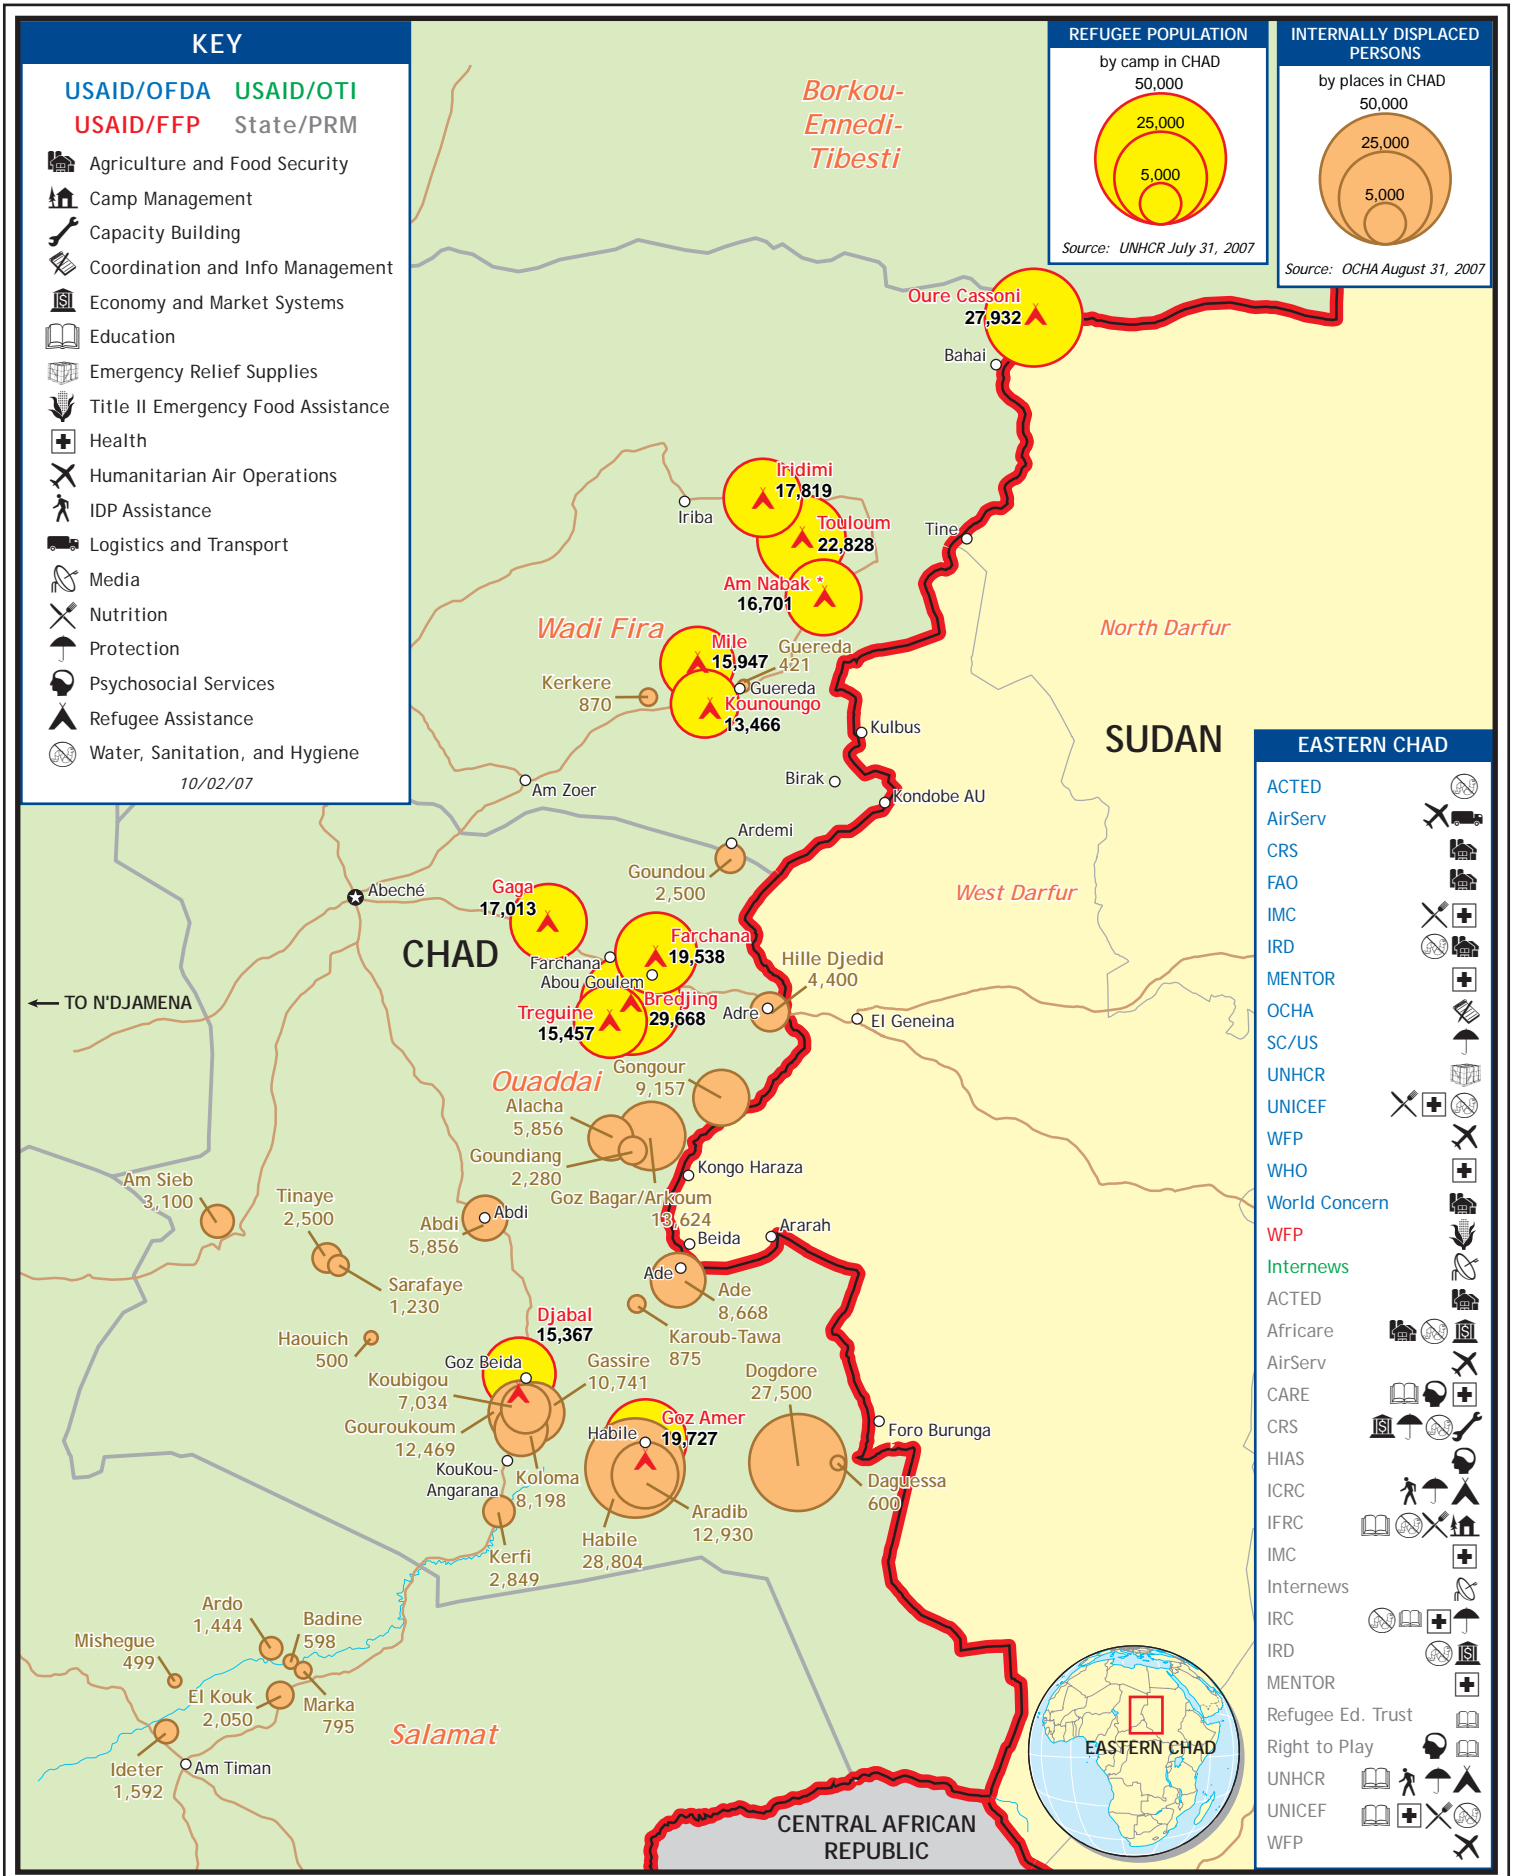 KEY
USAID/OFDA USAID/OTI
USAID/FFP State/PRM
Agriculture and Food Security
Camp Management
Capacity Building
Coordination and Info Management
Economy and Market Systems
Education
Emergency Relief Supplies
Title II Emergency Food Assistance
Health
Humanitarian Air Operations
IDP Assistance
Logistics and Transport
Media
Nutrition
Protection
Psychosocial Services
Refugee Assistance
Water, Sanitation, and Hygiene
10/02/07
REFUGEE POPULATION
by camp in CHAD
50,000
25,000
5,000
Source: UNHCR July 31, 2007
INTERNALLY DISPLACED
PERSONS
by places in CHAD
50,000
25,000
5,000
Source: OCHA August 31, 2007
Borkou-
Ennedi-
Tibesti
Oure Cassoni
27,932
Bahai
Iridimi
17,819
Iriba
Touloum
22,828
Tine
Am Nabak *
16,701
Wadi Fira
North Darfur
Mile
15,947
Guereda
421
Kerkere
870
Guereda
Kounoungo
13,466
Kulbus
SUDAN
Birak
Am Zoer
Kondobe AU
Ardemi
Goundou
2,500
Abeché
Gaga
17,013
West Darfur
CHAD
Farchana
19,538
Farchana
Abou Goulem
Hille Djedid
4,400
TO N'DJAMENA
Bredjing
29,668
Treguine
15,457
Adre
El Geneina
Ouaddai
Gongour
9,157
Alacha
5,856
Goundiang
2,280
Kongo Haraza
Goz Bagar/Arkoum
13,624
Am Sieb
3,100
Tinaye
2,500
Abdi
5,856
Abdi
Beida
Ararah
Sarafaye
1,230
Ade
Ade
8,668
Haouich
500
Djabal
15,367
Karoub-Tawa
875
Goz Beida
Koubigou
7,034
Gassire
10,741
Dogdore
27,500
Gouroukoum
12,469
Goz Amer
19,727
Habile
Foro Burunga
KouKou-
Angarana
Koloma
8,198
Daguessa
600
Aradib
12,930
Habile
28,804
Kerfi
2,849
Ardo
1,444
Badine
598
Mishegue
499
El Kouk
2,050
Marka
795
Salamat
Ideter
1,592
Am Timan
CENTRAL AFRICAN
REPUBLIC
EASTERN CHAD
EASTERN CHAD
ACTED
AirServ
CRS
FAO
IMC
IRD
MENTOR
OCHA
SC/US
UNHCR
UNICEF
WFP
WHO
World Concern
WFP
Internews
ACTED
Africare
AirServ
CARE
CRS
HIAS
ICRC
IFRC
IMC
Internews
IRC
IRD
MENTOR
Refugee Ed. Trust
Right to Play
UNHCR
UNICEF
WFP